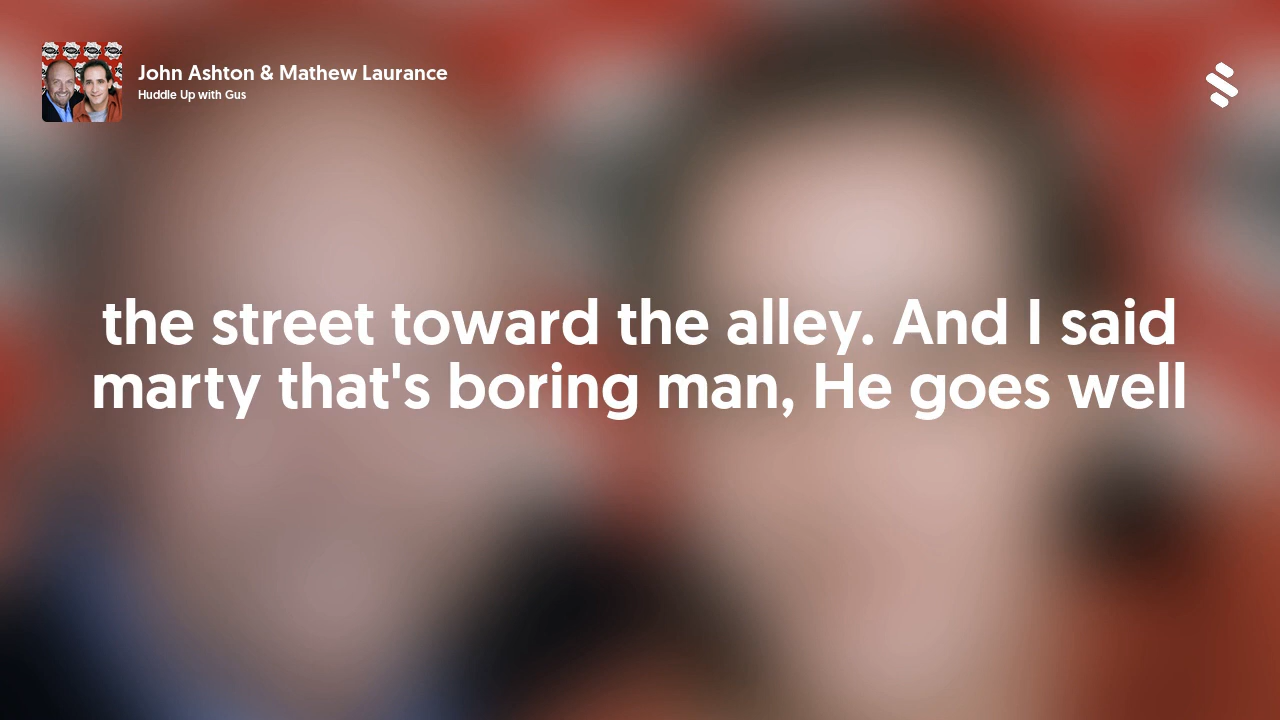 John Ashton & Mathew Laurance
Huddle Up with Gus
the street toward the alley. And I said
marty that's boring man, He goes well